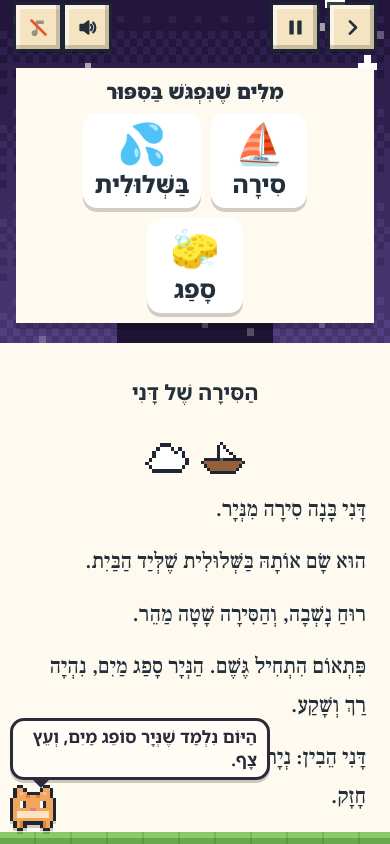 מִלִּים שֶׁנִּפְגֹּשׁ בַּסִּפּוּר
סִירָה
בַּשְּׁלוּלִית
סָפַג
הַסִּירָה שֶׁל דָּנִי
דָּנִי בָּנָה סִירָה מִנְּיָר.
הוּא שָׂם אוֹתָהּ בַּשְּׁלוּלִית שֶׁלְּיַד הַבַּיִת.
רוּחַ נָשְׁבָה, וְהַסִּירָה שָׁטָה מַהֵר.
פִּתְאוֹם הִתְחִיל גֶּשֶׁם. הַנְּיָר סָפַג מַיִם, נִהְיָה
רַךְ וְשָׁקַע.
דָּנִי הֵבִין: נְיָר
חָזָק.
הַיּוֹם נִלְמַד שֶׁנְּיָר סוֹפֵג מַיִם, וְעֵץ
צָף.